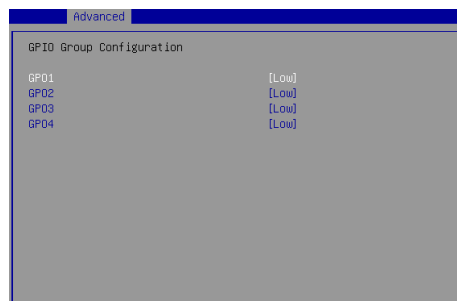 Advanced
GPIO Group Configuration
GPO1 [Low]
GPO2 [Low]
GPO3 [Low]
GPO4 [Low]